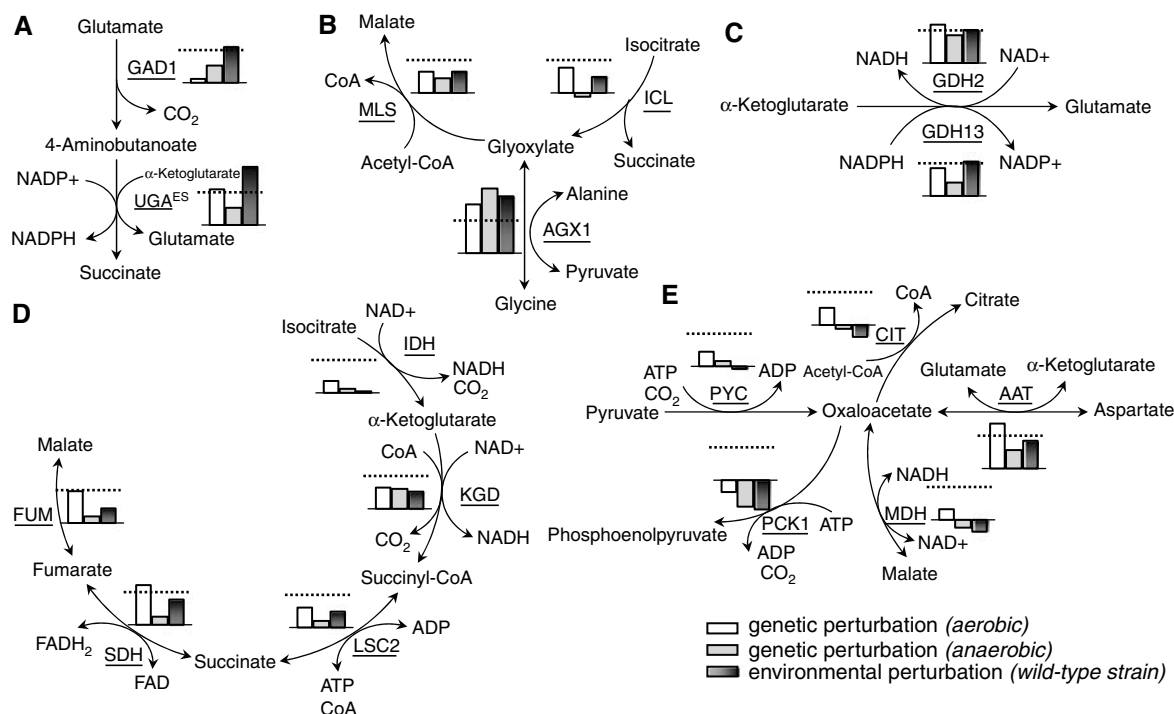 A
Glutamate
GAD1
CO2
4-Aminobutanoate
NADP+
α-Ketoglutarate
UGAES
NADPH
Glutamate
Succinate
B
Malate
Isocitrate
CoA
MLS
ICL
Acetyl-CoA
Glyoxylate
Succinate
Alanine
AGX1
Pyruvate
Glycine
C
NADH
NAD+
GDH2
α-Ketoglutarate
Glutamate
GDH13
NADPH
NADP+
D
Isocitrate
NAD+
IDH
NADH
CO2
α-Ketoglutarate
CoA
NAD+
KGD
CO2
NADH
Succinyl-CoA
Malate
FUM
Fumarate
FADH2
SDH
FAD
Succinate
LSC2
ADP
ATP
CoA
E
CoA
Citrate
CIT
Acetyl-CoA
ATP
CO2
ADP
PYC
Pyruvate
Oxaloacetate
Glutamate
α-Ketoglutarate
AAT
Aspartate
NADH
MDH
NAD+
Malate
Phosphoenolpyruvate
PCK1
ATP
ADP
CO2
genetic perturbation (aerobic)
genetic perturbation (anaerobic)
environmental perturbation (wild-type strain)